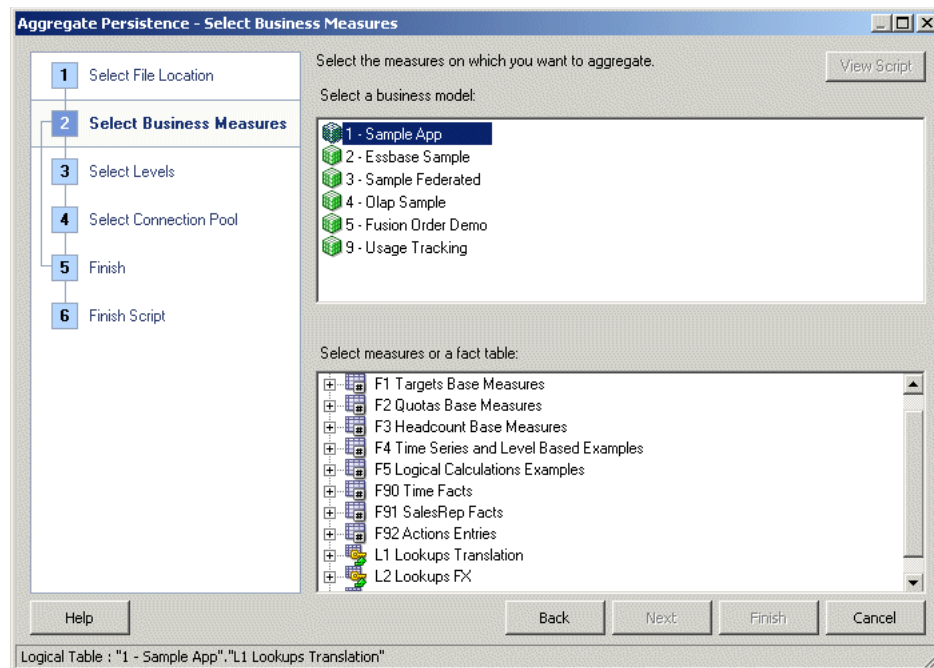 Aggregate Persistence - Select Business Measures
1 Select File Location
2 Select Business Measures
3 Select Levels
4 Select Connection Pool
5 Finish
6 Finish Script
Select the measures on which you want to aggregate.
View Script
Select a business model:
1 - Sample App
2 - Essbase Sample
3 - Sample Federated
4 - Olap Sample
5 - Fusion Order Demo
9 - Usage Tracking
Select measures or a fact table:
F1 Targets Base Measures
F2 Quotas Base Measures
F3 Headcount Base Measures
F4 Time Series and Level Based Examples
F5 Logical Calculations Examples
F90 Time Facts
F91 SalesRep Facts
F92 Actions Entries
L1 Lookups Translation
L2 Lookups FX
Help Back Next Finish Cancel
Logical Table : "1 - Sample App"."L1 Lookups Translation"